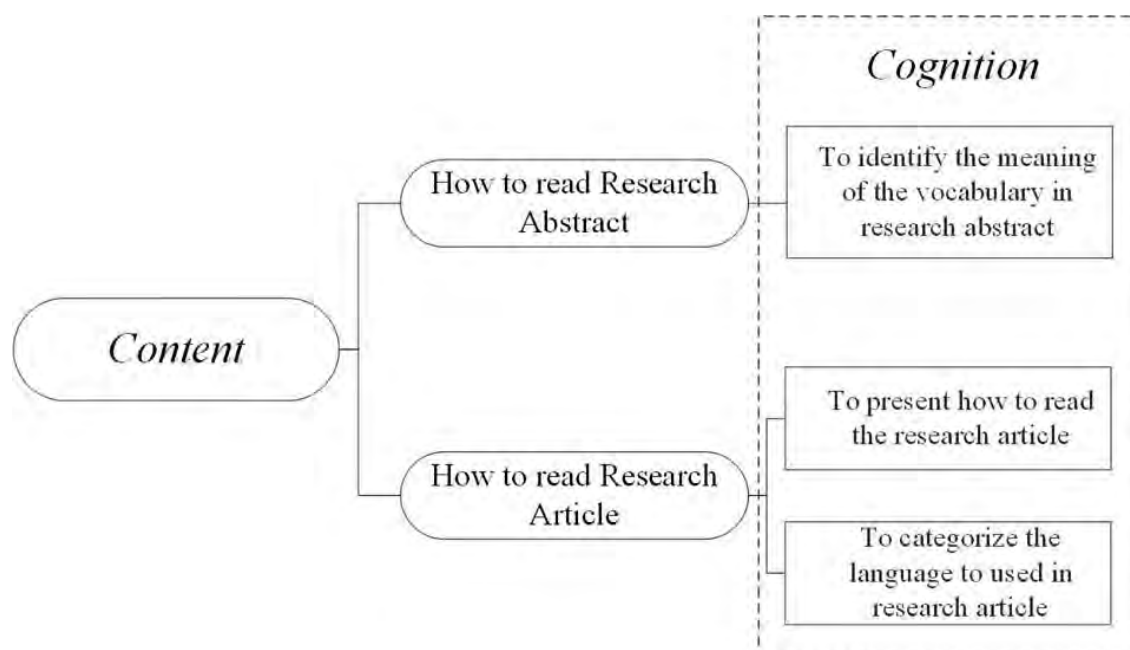 Cognition
To identify the meaning
of the vocabulary in
research abstract
How to read Research
Abstract
Content
To present how to read
the research article
How to read Research
Article
To categorize the
language to used in
research article